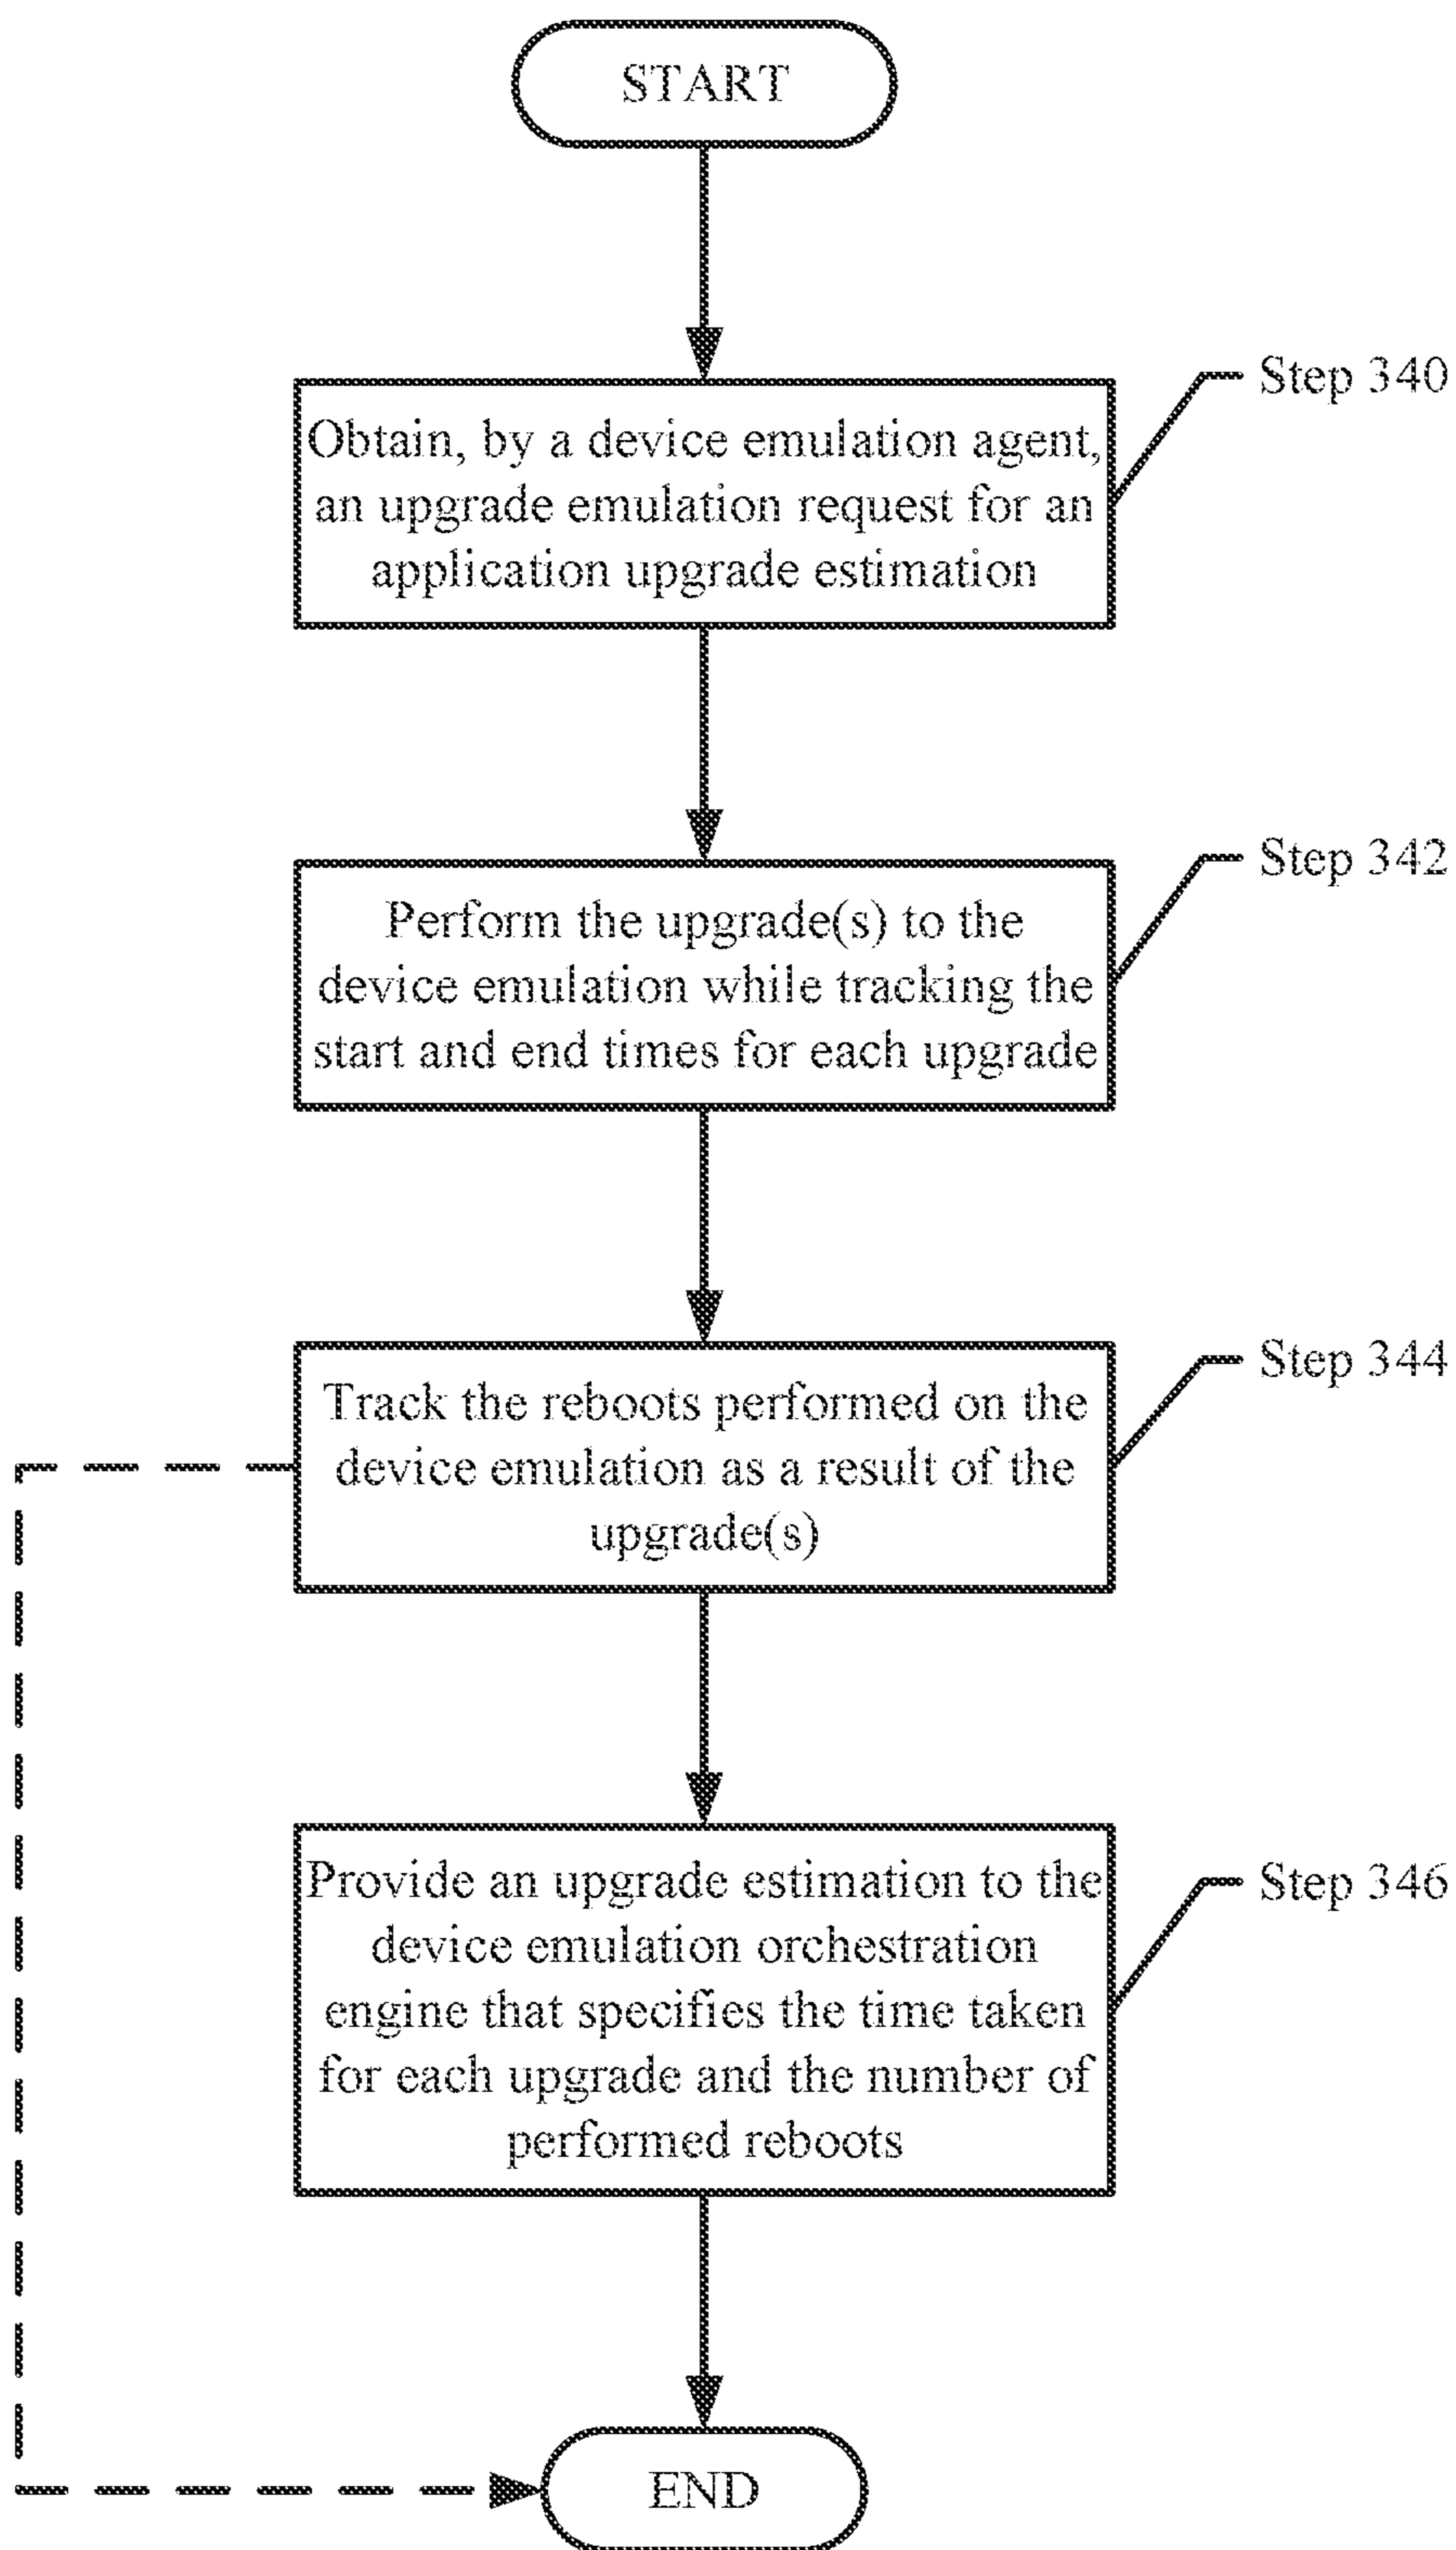 START
Step 340
Obtain, by a device emulation agent,
an upgrade emulation request for an
application upgrade estimation
Step 342
Perform the upgrade(s) to the
device emulation while tracking the
start and end times for each upgrade
Step 344
Track the reboots performed on the
device emulation as a result of the
upgrade(s)
Step 346
Provide an upgrade estimation to the
device emulation orchestration
engine that specifies the time taken
for each upgrade and the number of
performed reboots
END